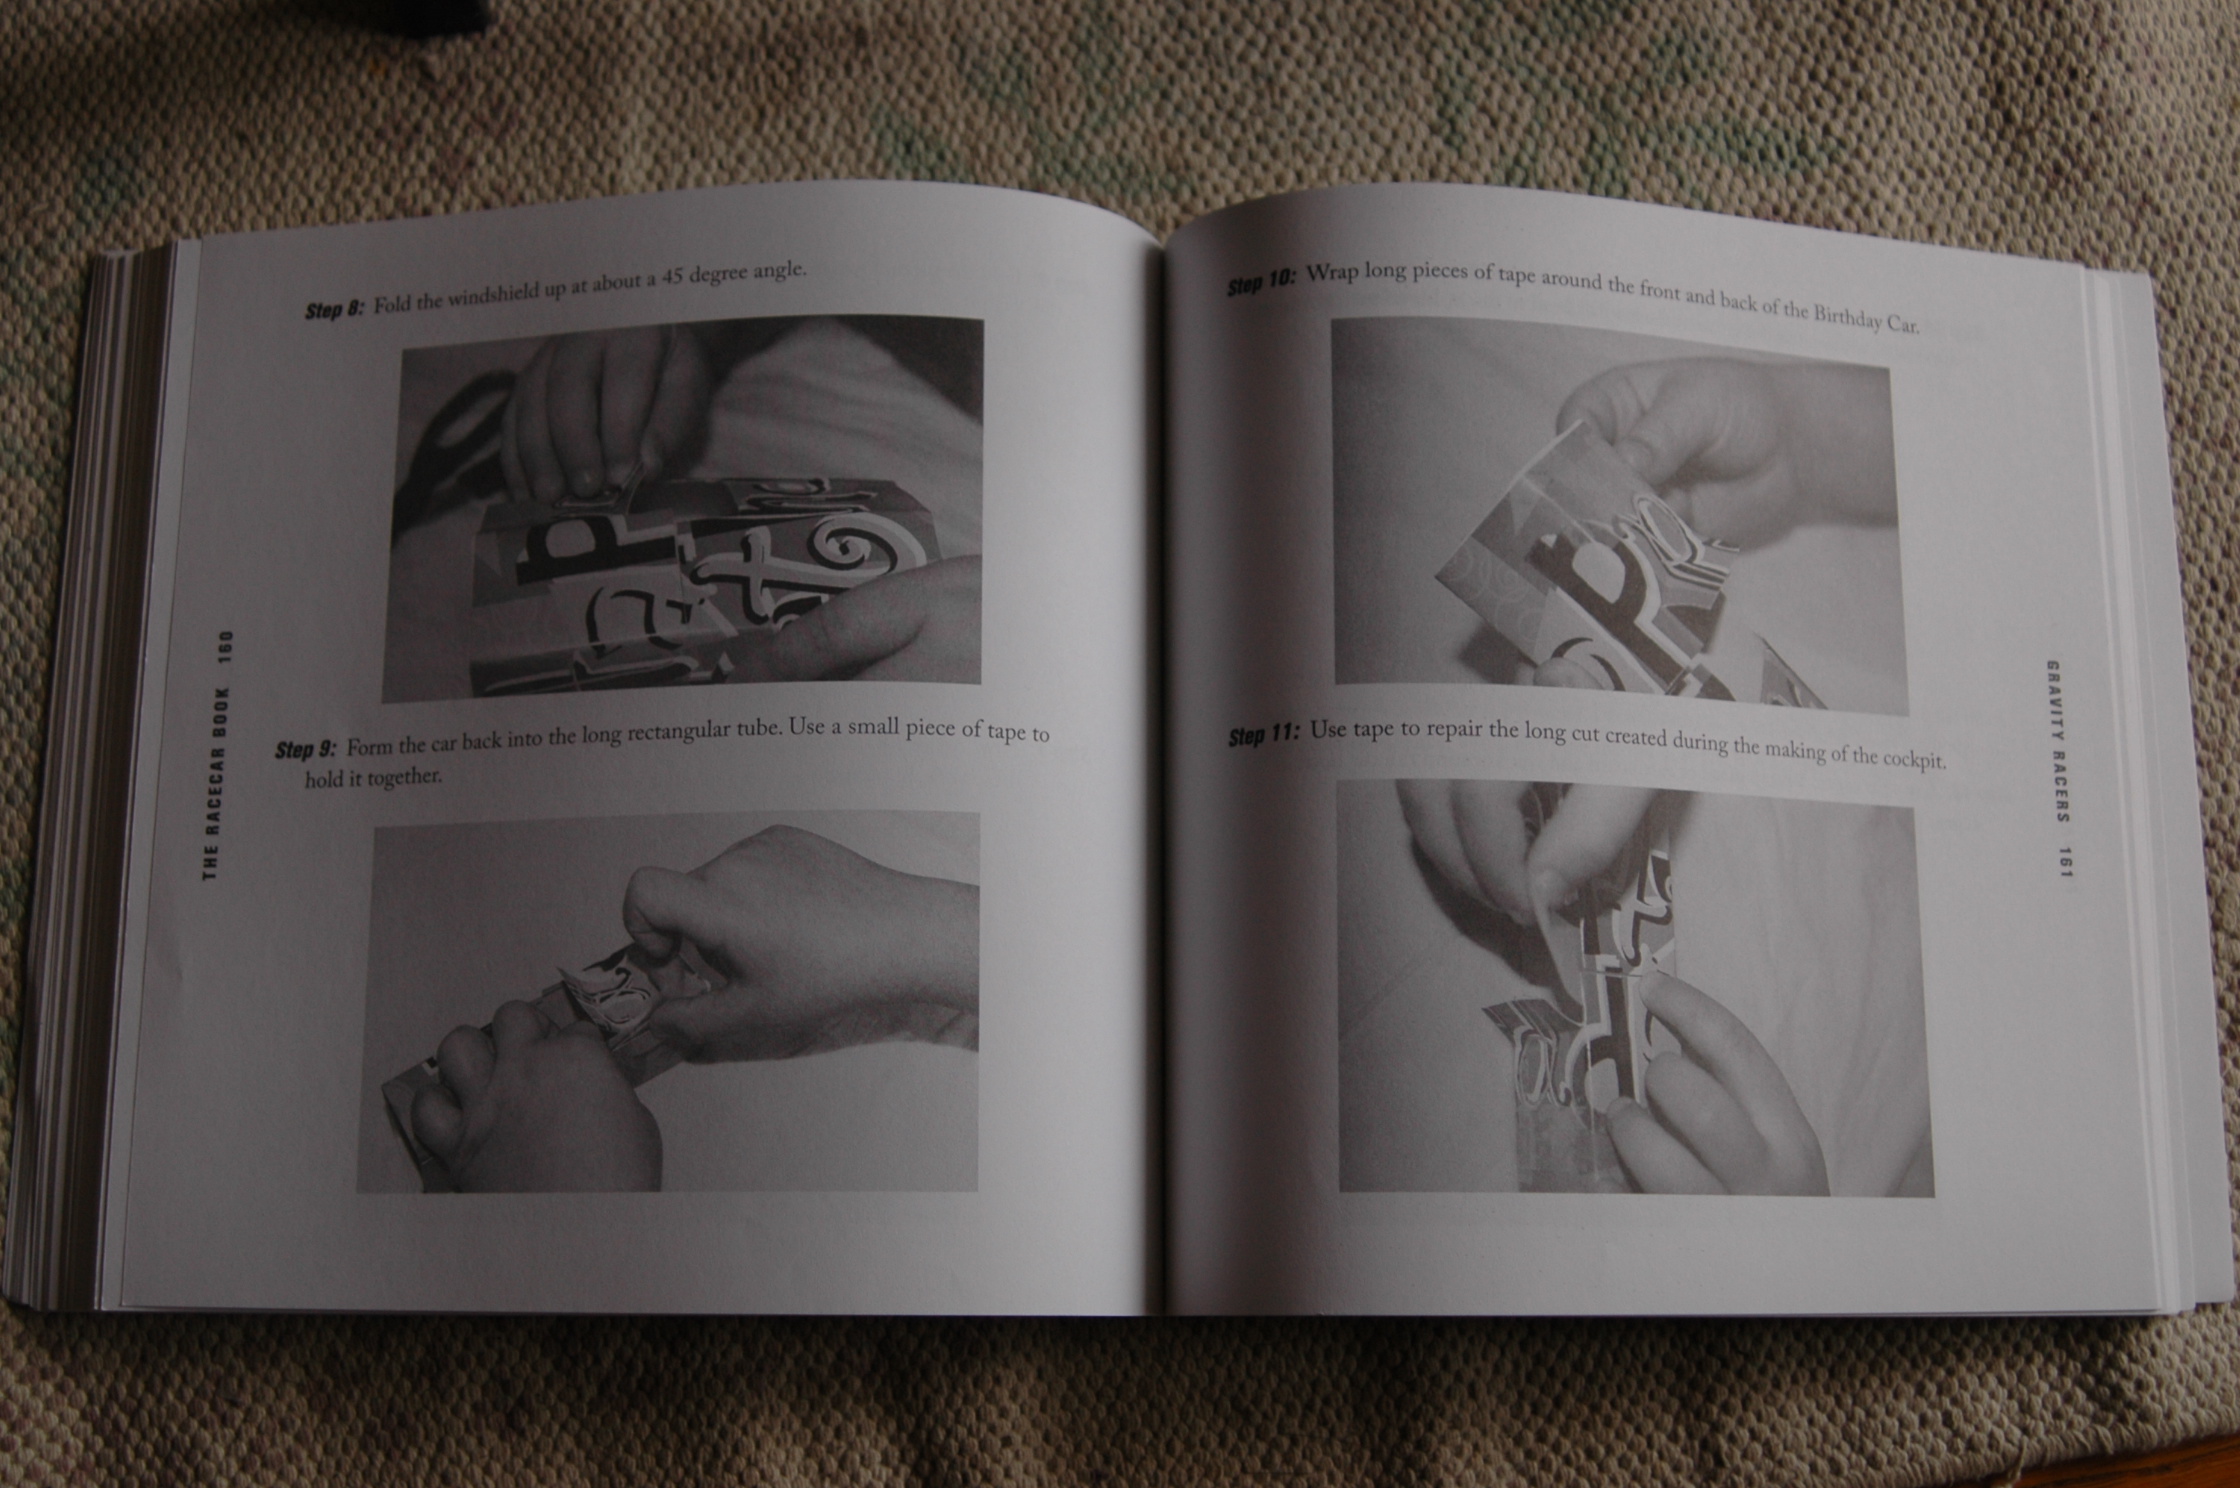 Step 8: Fold the windshield up at about a 45 degree angle.
Step 9: Form the car back into the long rectangular tube. Use a small piece of tape to
hold it together.
THE RACECAR BOOK 160
Step 10: Wrap long pieces of tape around the front and back of the Birthday Car.
Step 11: Use tape to repair the long cut created during the making of the cockpit.
GRAVITY RACERS 161